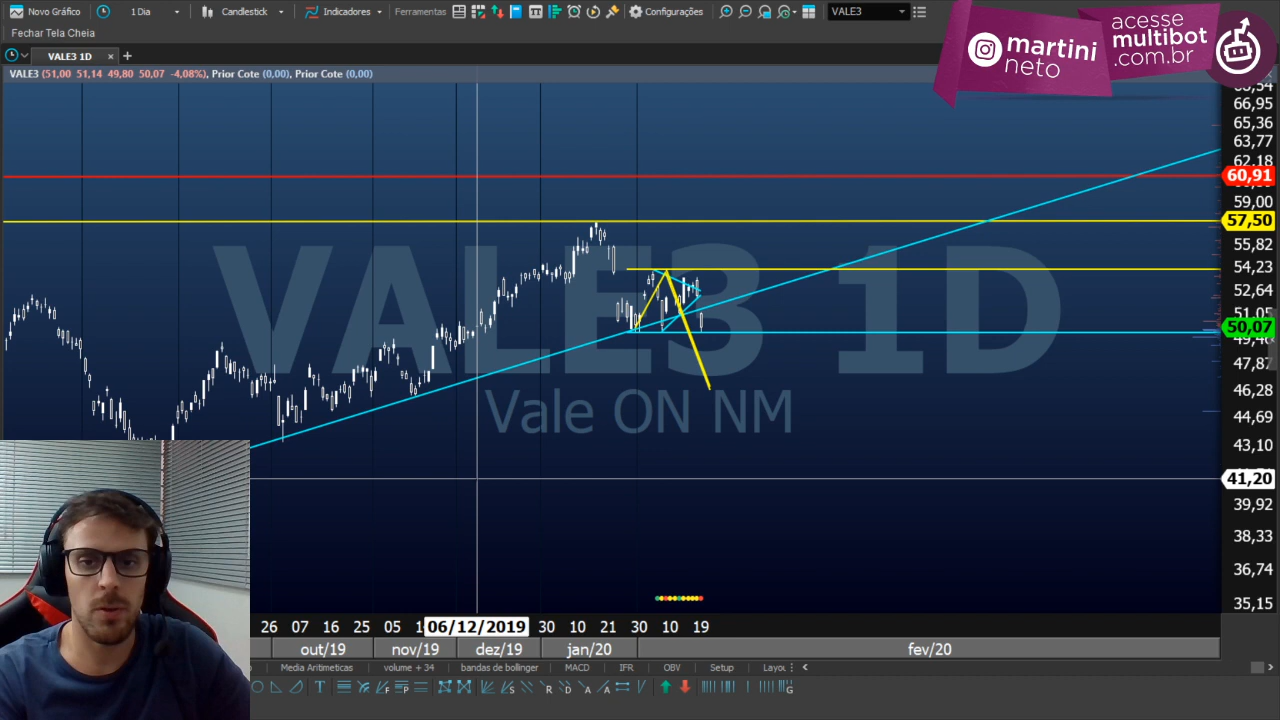 Novo Gráfico 1 Dia Candlestick Indicadores Ferramentas Configurações VALE3
Fechar Tela Cheia
VALE3 1D × +
VALE3 (51,00 51,14 49,80 50,07 -4,08%), Prior Cote (0,00), Prior Cote (0,00)
martini
neto
acesse
multibot
.com.br
VALE3 1D
Vale ON NM
66,95
65,36
63,77
62,18
60,91
59,00
57,50
55,82
54,23
52,64
51,05
50,07
47,87
46,28
44,69
43,10
41,20
39,92
38,33
36,74
35,15
26 07 16 25 05 06/12/2019 30 10 21 30 10 19
out/19 nov/19 dez/19 jan/20 fev/20
Media Aritmeticas volume + 34 bandas de bollinger MACD IFR OBV Setup Layou